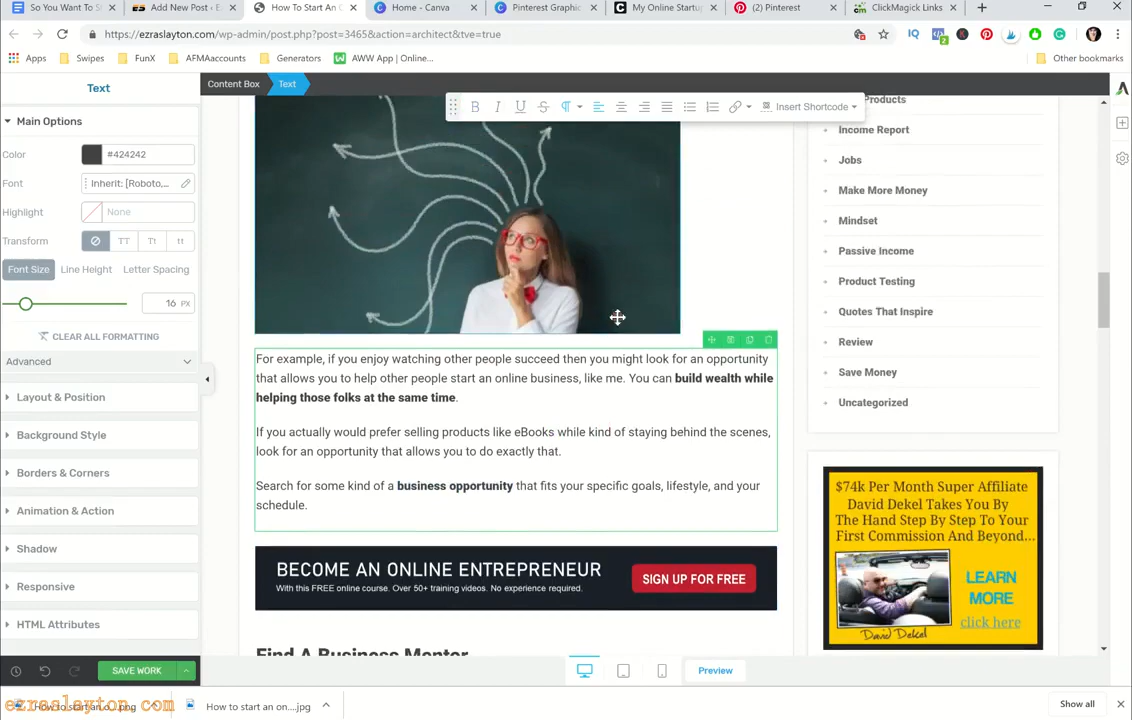 So You Want To S
Add New Post ‹ E
How To Start An O
Home - Canva
Pinterest Graphic
My Online Startup
(2) Pinterest
ClickMagick Links
https://ezraslayton.com/wp-admin/post.php?post=3465&action=architect&tve=true
Apps
Swipes
FunX
AFMAaccounts
Generators
AWW App | Online...
Other bookmarks
Text
Content Box
Text
Insert Shortcode
Main Options
Color
#424242
Font
Inherit: [Roboto,...
Highlight
None
Transform
TT
Tt
tt
Font Size
Line Height
Letter Spacing
16 PX
CLEAR ALL FORMATTING
Advanced
Layout & Position
Background Style
Borders & Corners
Animation & Action
Shadow
Responsive
HTML Attributes
SAVE WORK
For example, if you enjoy watching other people succeed then you might look for an opportunity
that allows you to help other people start an online business, like me. You can build wealth while
helping those folks at the same time.
If you actually would prefer selling products like eBooks while kind of staying behind the scenes,
look for an opportunity that allows you to do exactly that.
Search for some kind of a business opportunity that fits your specific goals, lifestyle, and your
schedule.
BECOME AN ONLINE ENTREPRENEUR
With this FREE online course. Over 50+ training videos. No experience required.
SIGN UP FOR FREE
Find A Business Mentor
Products
Income Report
Jobs
Make More Money
Mindset
Passive Income
Product Testing
Quotes That Inspire
Review
Save Money
Uncategorized
$74k Per Month Super Affiliate
David Dekel Takes You By
The Hand Step By Step To Your
First Commission And Beyond...
LEARN
MORE
click here
David Dekel
Preview
ezraslayton.com
How to start an on....jpg
Show all